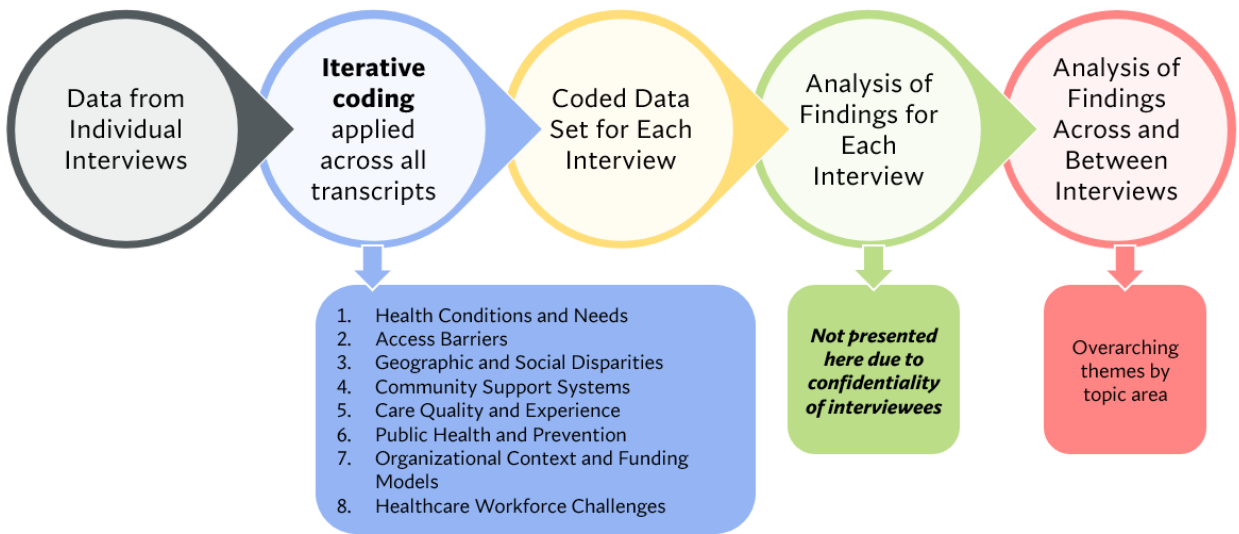 Data from
Individual
Interviews
Iterative
coding
applied
across all
transcripts
Coded Data
Set for Each
Interview
Analysis of
Findings for
Each
Interview
Analysis of
Findings
Across and
Between
Interviews
1. Health Conditions and Needs
2. Access Barriers
3. Geographic and Social Disparities
4. Community Support Systems
5. Care Quality and Experience
6. Public Health and Prevention
7. Organizational Context and Funding
Models
8. Healthcare Workforce Challenges
Not presented
here due to
confidentiality
of interviewees
Overarching
themes by
topic area